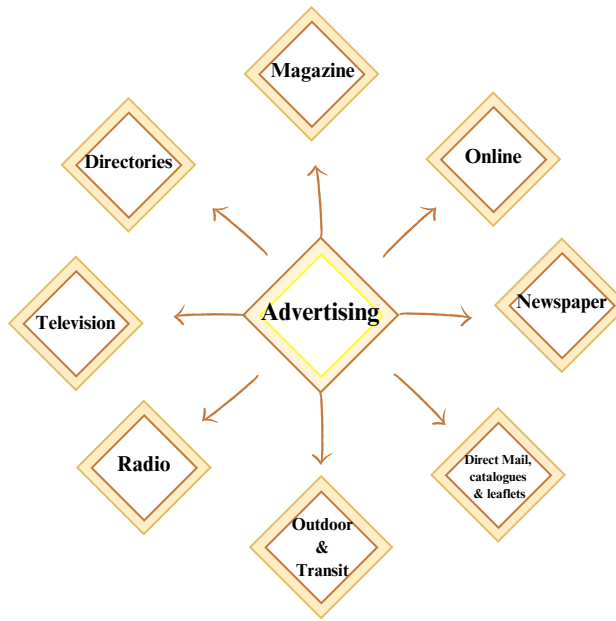 Magazine
Online
Directories
Newspaper
Advertising
Television
Radio
Direct Mail,
catalogues
& leaflets
Outdoor
&
Transit